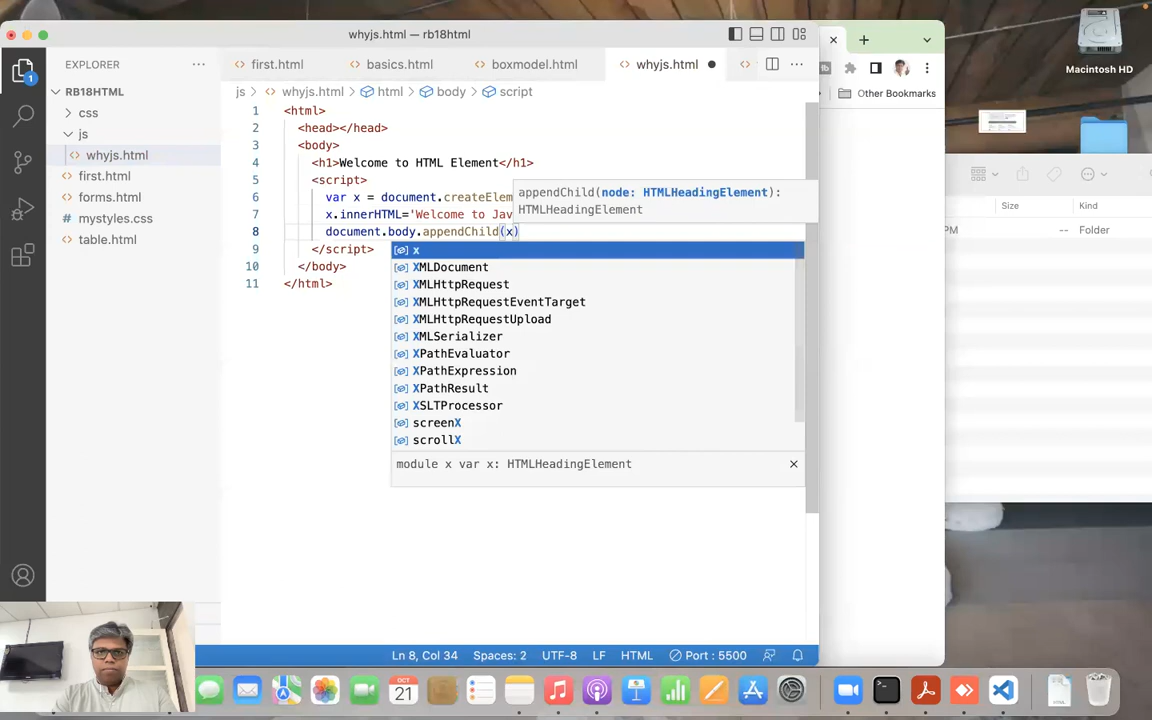 whyjs.html — rb18html
EXPLORER
first.html
basics.html
boxmodel.html
whyjs.html
RB18HTML
css
js
whyjs.html
first.html
forms.html
mystyles.css
table.html
js > whyjs.html > html > body > script
1 <html>
2 <head></head>
3 <body>
4 <h1>Welcome to HTML Element</h1>
5 <script>
6 var x = document.createElem
7 x.innerHTML='Welcome to Jav
8 document.body.appendChild(x)
9 </script>
10 </body>
11 </html>
appendChild(node: HTMLHeadingElement):
HTMLHeadingElement
x
XMLDocument
XMLHttpRequest
XMLHttpRequestEventTarget
XMLHttpRequestUpload
XMLSerializer
XPathEvaluator
XPathExpression
XPathResult
XSLTProcessor
screenX
scrollX
module x var x: HTMLHeadingElement
Ln 8, Col 34 Spaces: 2 UTF-8 LF HTML Port : 5500
Other Bookmarks
Macintosh HD
Size Kind
PM -- Folder
1
OCT
21